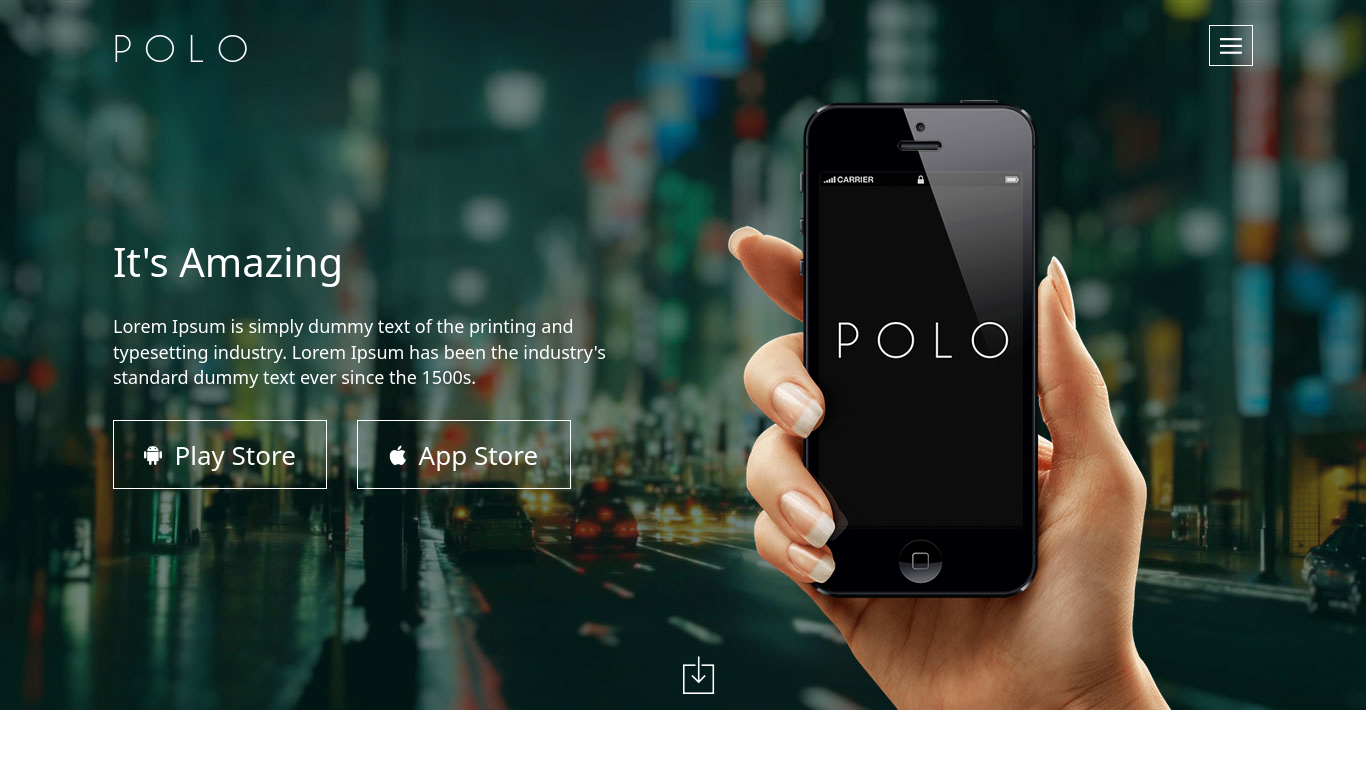 POLO
CARRIER
It's Amazing
Lorem Ipsum is simply dummy text of the printing and
typesetting industry. Lorem Ipsum has been the industry's
standard dummy text ever since the 1500s.
POLO
Play Store
App Store